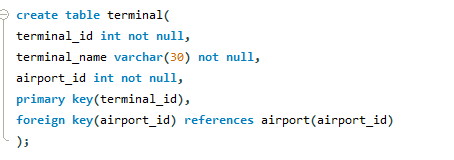 create table terminal(
terminal_id int not null,
terminal_name varchar(30) not null,
airport_id int not null,
primary key(terminal_id),
foreign key(airport_id) references airport(airport_id)
);